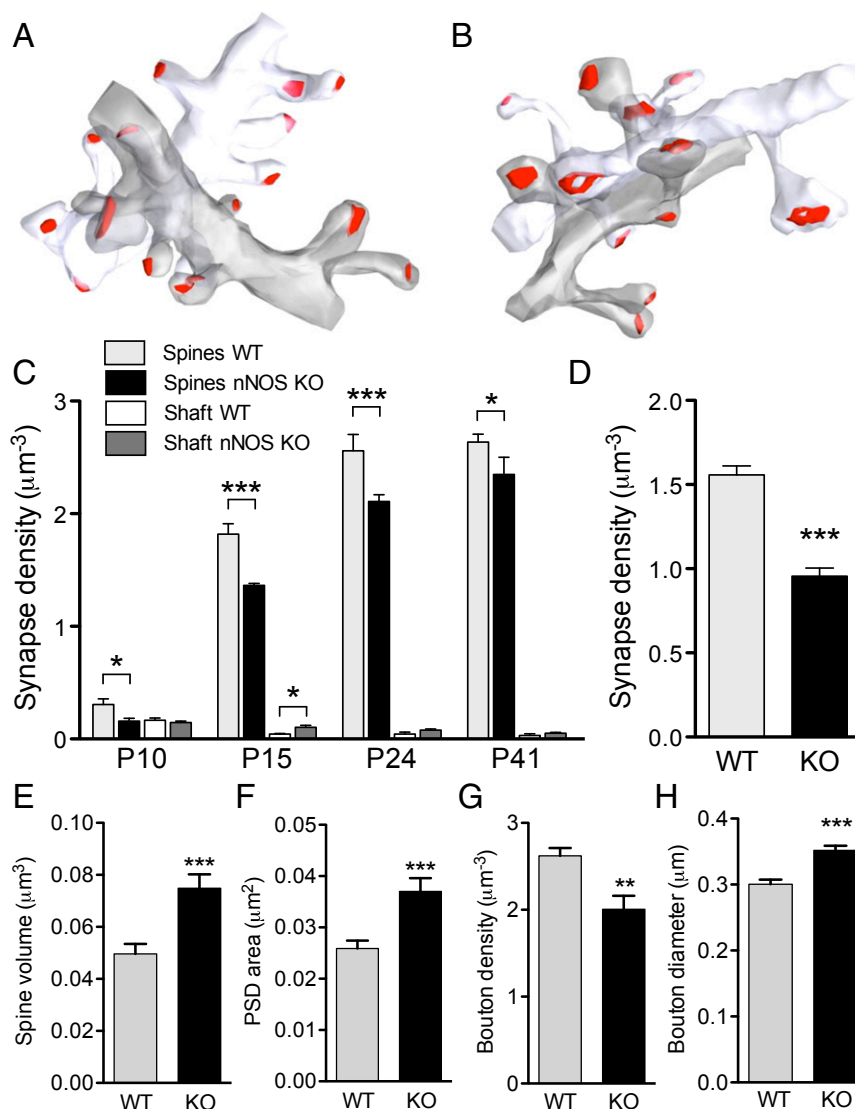 A
B
Spines WT
Spines nNOS KO
Shaft WT
Shaft nNOS KO
C
Synapse density (μm⁻³)
3
2
1
0
*
***
*
***
*
P10
P15
P24
P41
D
Synapse density (μm⁻³)
2.0
1.5
1.0
0.5
0.0
***
WT
KO
E
Spine volume (μm³)
0.10
0.08
0.06
0.04
0.02
0.00
***
WT
KO
F
PSD area (μm²)
0.05
0.04
0.03
0.02
0.01
0.00
***
WT
KO
G
Bouton density (μm⁻³)
3
2
1
0
**
WT
KO
H
Bouton diameter (μm)
0.4
0.3
0.2
0.1
0.0
***
WT
KO